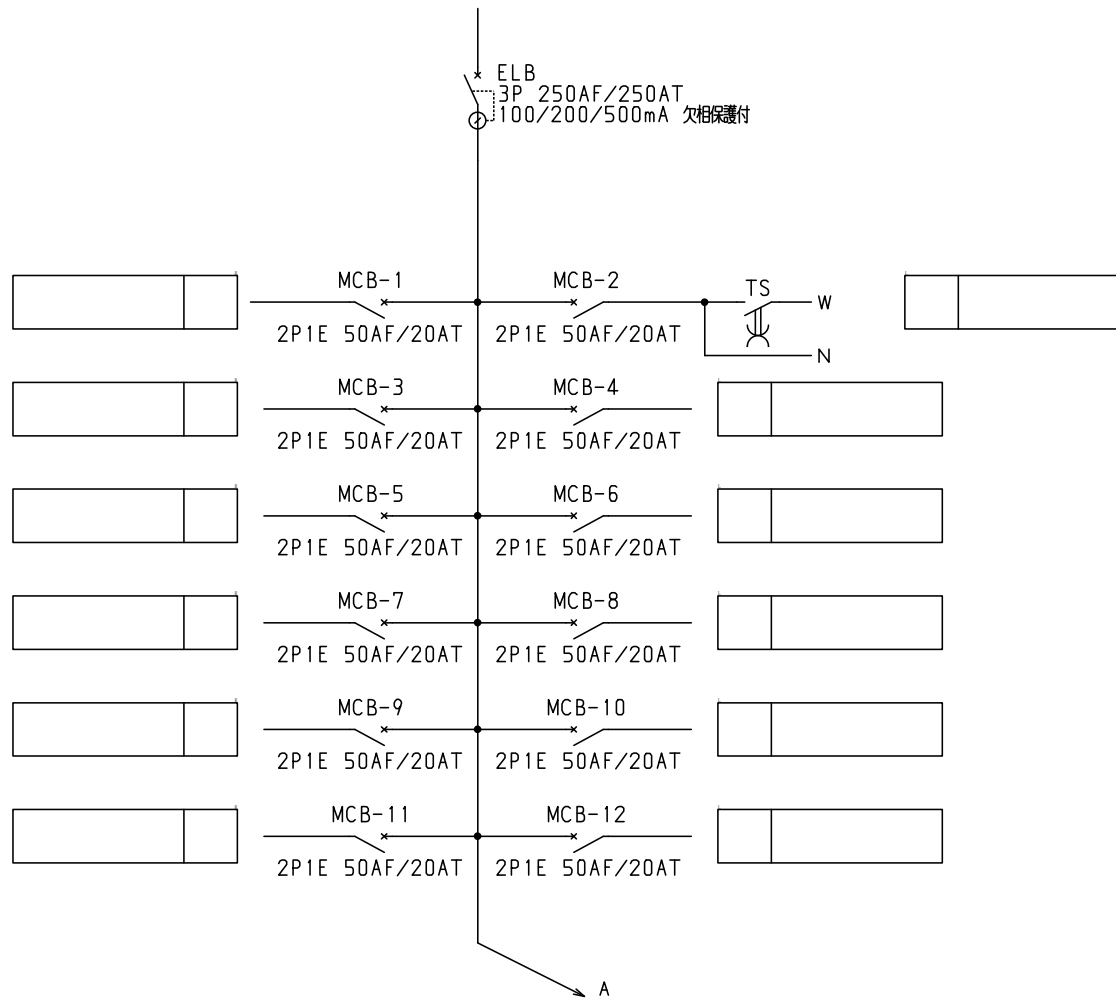 ELB
3P 250AF/250AT
100/200/500mA 欠相保護付
MCB-1 MCB-2 TS
W
2P1E 50AF/20AT 2P1E 50AF/20AT
N
MCB-3 MCB-4
2P1E 50AF/20AT 2P1E 50AF/20AT
MCB-5 MCB-6
2P1E 50AF/20AT 2P1E 50AF/20AT
MCB-7 MCB-8
2P1E 50AF/20AT 2P1E 50AF/20AT
MCB-9 MCB-10
2P1E 50AF/20AT 2P1E 50AF/20AT
MCB-11 MCB-12
2P1E 50AF/20AT 2P1E 50AF/20AT
A